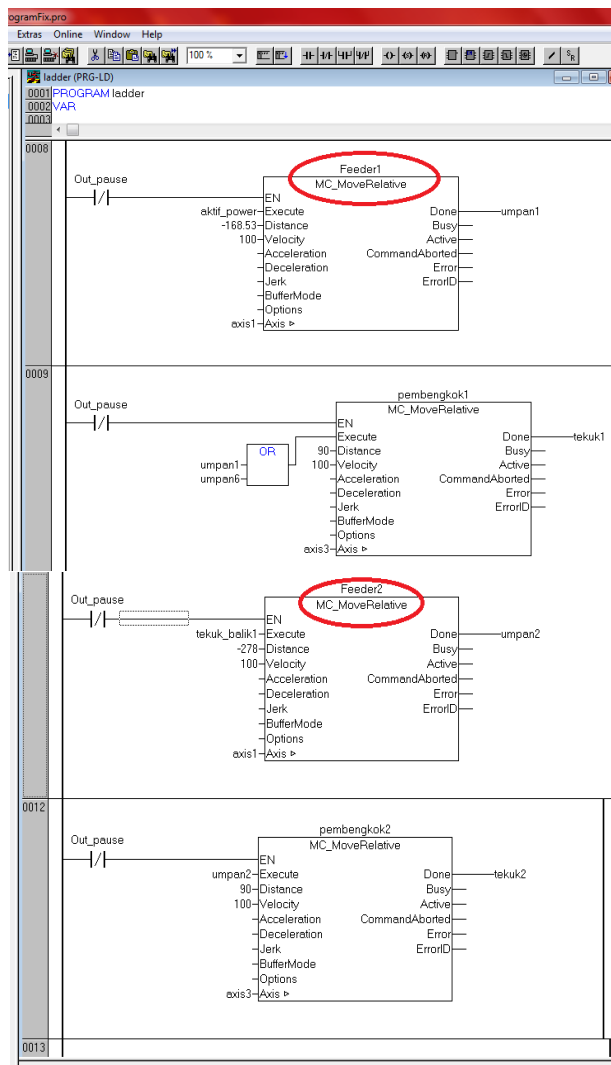 ogramFix.pro
Extras Online Window Help
100 %
ladder (PRG-LD)
0001 PROGRAM ladder
0002 VAR
0003
0008
Out_pause
Feeder1
MC_MoveRelative
EN
aktif_power Execute Done umpan1
-168.53 Distance Busy
100 Velocity Active
Acceleration CommandAborted
Deceleration Error
Jerk ErrorID
BufferMode
Options
axis1 Axis
0009
Out_pause
pembengkok1
MC_MoveRelative
EN
Execute Done tekuk1
OR
90 Distance Busy
umpan1 100 Velocity Active
umpan6 Acceleration CommandAborted
Deceleration Error
Jerk ErrorID
BufferMode
Options
axis3 Axis
Out_pause
Feeder2
MC_MoveRelative
EN
tekuk_balik1 Execute Done umpan2
-278 Distance Busy
100 Velocity Active
Acceleration CommandAborted
Deceleration Error
Jerk ErrorID
BufferMode
Options
axis1 Axis
0012
Out_pause
pembengkok2
MC_MoveRelative
EN
umpan2 Execute Done tekuk2
90 Distance Busy
100 Velocity Active
Acceleration CommandAborted
Deceleration Error
Jerk ErrorID
BufferMode
Options
axis3 Axis
0013